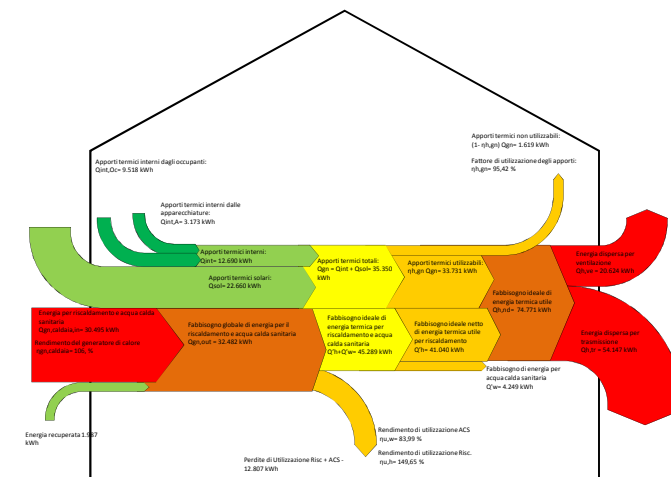 Apporti termici non utilizzabili:
(1- ηh,gn) Qgn= 1.619 kWh
Fattore di utilizzazione degli apporti:
ηh,gn= 95,42 %
Apporti termici interni dagli occupanti:
Qint,Oc= 9.518 kWh
Apporti termici interni dalle
apparecchiature:
Qint,A= 3.173 kWh
Apporti termici interni:
Qint= 12.690 kWh
Apporti termici solari:
Qsol= 22.660 kWh
Apporti totali:
Qgn = Qint + Qsol= 35.350
kWh
Apporti termici utilizzabili:
ηh,gn Qgn= 33.731 kWh
Fabbisogno ideale di
energia termica utile
Qh,nd= 74.771 kWh
Energia dispersa per
ventilazione
Qh,ve = 20.624 kWh
Energia per riscaldamento e acqua calda
sanitaria
Qgn,caldaia,in= 30.495 kWh
Rendimento del generatore di calore
ηgn,caldaia= 106, %
Fabbisogno globale di energia per il
riscaldamento e acqua calda sanitaria
Qgn,out = 32.482 kWh
Fabbisogno ideale di
energia termica per
riscaldamento e acqua
calda sanitaria
Q'h+Q'w= 45.289 kWh
Fabbisogno ideale netto
di energia termica utile
per riscaldamento
Q'h= 41.040 kWh
Energia dispersa per
trasmissione
Qh,tr = 54.147 kWh
Fabbisogno di energia per
acqua calda sanitaria
Q'w= 4.249 kWh
Energia recuperata 1.987
kWh
Rendimento di utilizzazione ACS
ηu,w= 83,99 %
Rendimento di utilizzazione Risc.
ηu,h= 149,65 %
Perdite di Utilizzazione Risc + ACS -
12.807 kWh